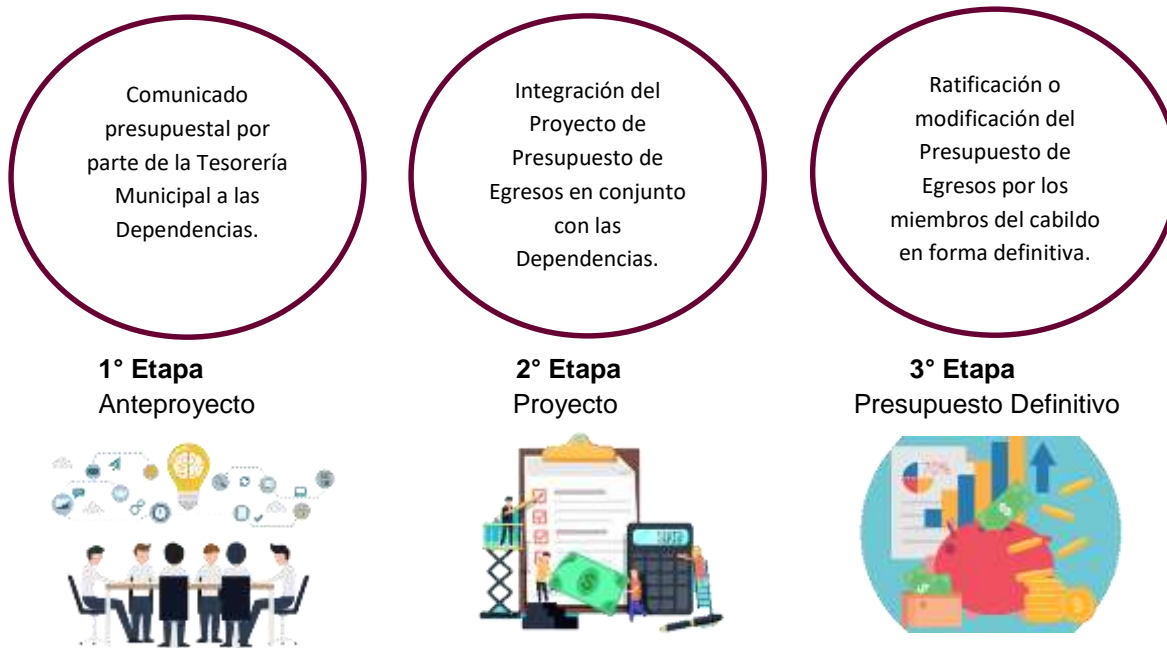 Comunicado
presupuestal por
parte de la Tesorería
Municipal a las
Dependencias.
Integración del
Proyecto de
Presupuesto de
Egresos en conjunto
con las
Dependencias.
Ratificación o
modificación del
Presupuesto de
Egresos por los
miembros del cabildo
en forma definitiva.
1° Etapa
Anteproyecto
2° Etapa
Proyecto
3° Etapa
Presupuesto Definitivo
70%